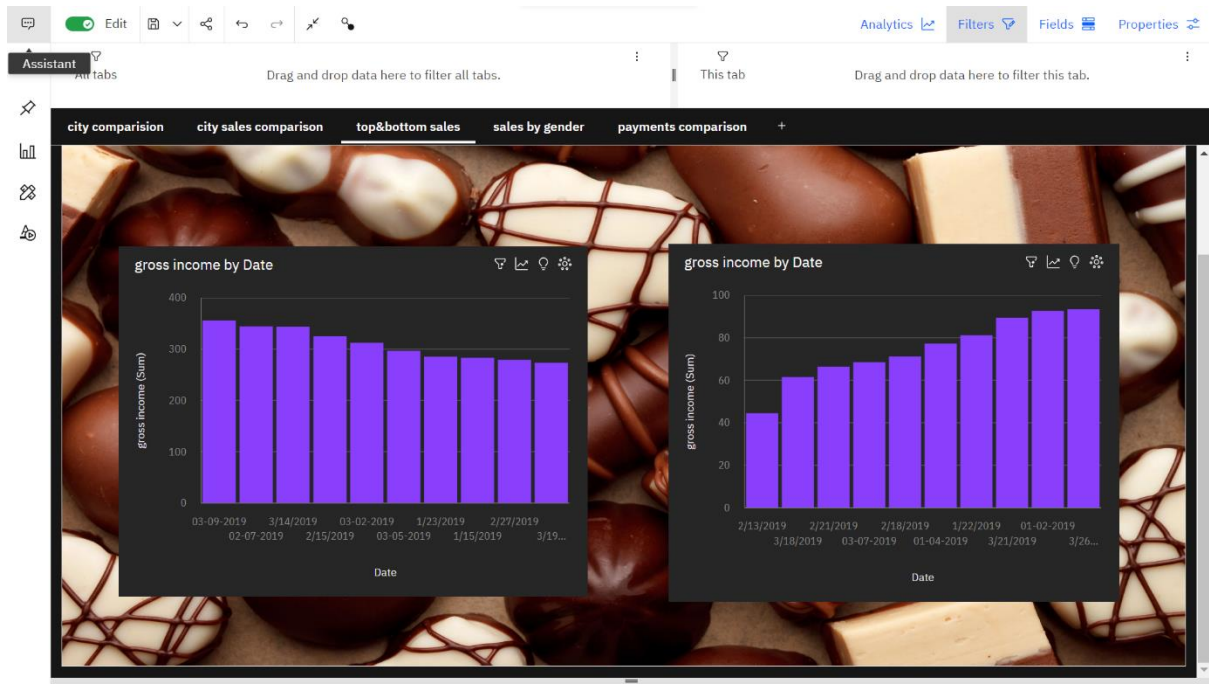 Edit
Analytics
Filters
Fields
Properties
Assistant
All tabs
Drag and drop data here to filter all tabs.
This tab
Drag and drop data here to filter this tab.
city comparision
city sales comparison
top&bottom sales
sales by gender
payments comparison
+
gross income by Date
400
300
200
100
0
gross income (Sum)
03-09-2019 3/14/2019 03-02-2019 1/23/2019 2/27/2019
02-07-2019 2/15/2019 03-05-2019 1/15/2019 3/19...
Date
gross income by Date
100
80
60
40
20
0
gross income (Sum)
2/13/2019 2/21/2019 2/18/2019 1/22/2019 01-02-2019
3/18/2019 03-07-2019 01-04-2019 3/21/2019 3/26...
Date